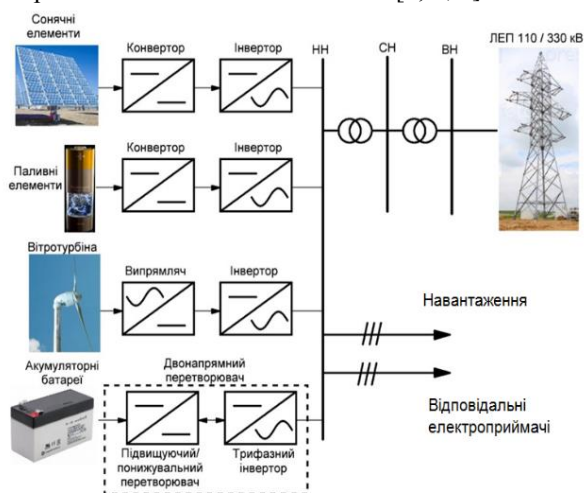 Сонячні
елементи
Конвертор
Інвертор
НН
СН
ВН
ЛЕП 110 / 330 кВ
Паливні
елементи
Конвертор
Інвертор
Вітротурбіна
Випрямляч
Інвертор
Навантаження
Акумуляторні
батареї
Двонапрямний
перетворювач
Відповідальні
електроприймачі
Підвищуючий/
понижувальний
перетворювач
Трифазний
інвертор